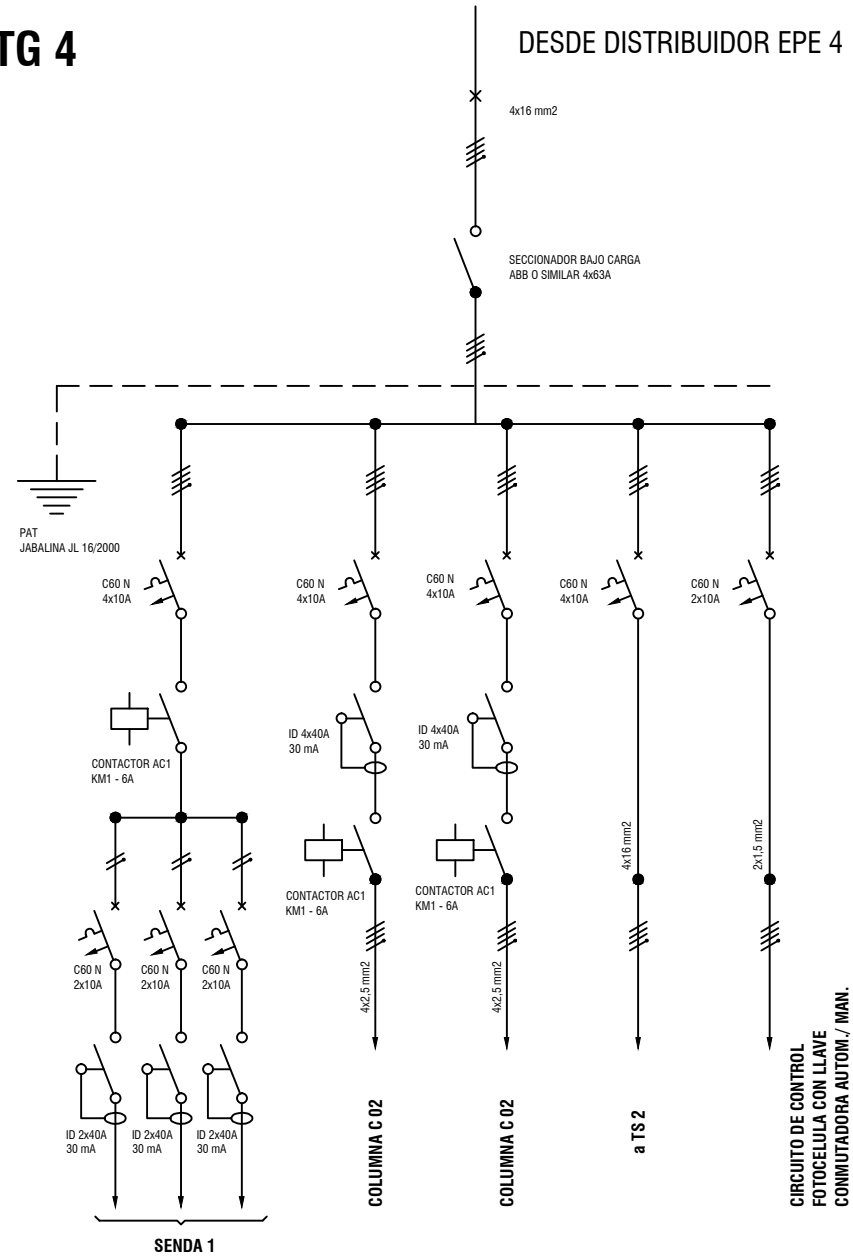 TG 4
DESDE DISTRIBUIDOR EPE 4
4x16 mm2
SECCIONADOR BAJO CARGA
ABB O SIMILAR 4x63A
PAT
JABALINA JL 16/2000
C60 N
4x10A
C60 N
4x10A
C60 N
4x10A
C60 N
4x10A
C60 N
2x10A
ID 4x40A
30 mA
ID 4x40A
30 mA
CONTACTOR AC1
KM1 - 6A
CONTACTOR AC1
KM1 - 6A
CONTACTOR AC1
KM1 - 6A
4x16 mm2
2x1,5 mm2
C60 N
2x10A
C60 N
2x10A
C60 N
2x10A
4x2,5 mm2
4x2,5 mm2
ID 2x40A
30 mA
ID 2x40A
30 mA
ID 2x40A
30 mA
SENDA 1
COLUMNA C 02
COLUMNA C 02
a TS 2
CIRCUITO DE CONTROL
FOTOCELULA CON LLAVE
CONMUTADORA AUTOM./ MAN.